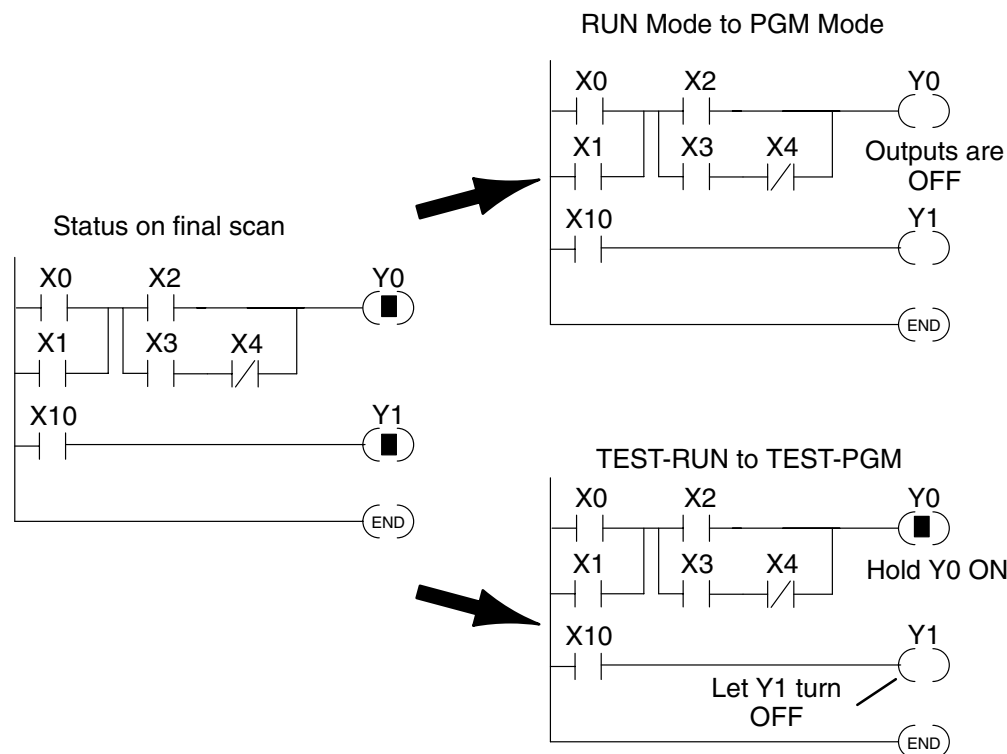 RUN Mode to PGM Mode
X0 X2 Y0
X1 X3 X4 Outputs are
OFF
X10 Y1
END
Status on final scan
X0 X2 Y0
X1 X3 X4
X10 Y1
END
TEST-RUN to TEST-PGM
X0 X2 Y0
X1 X3 X4 Hold Y0 ON
X10 Y1
Let Y1 turn
OFF
END